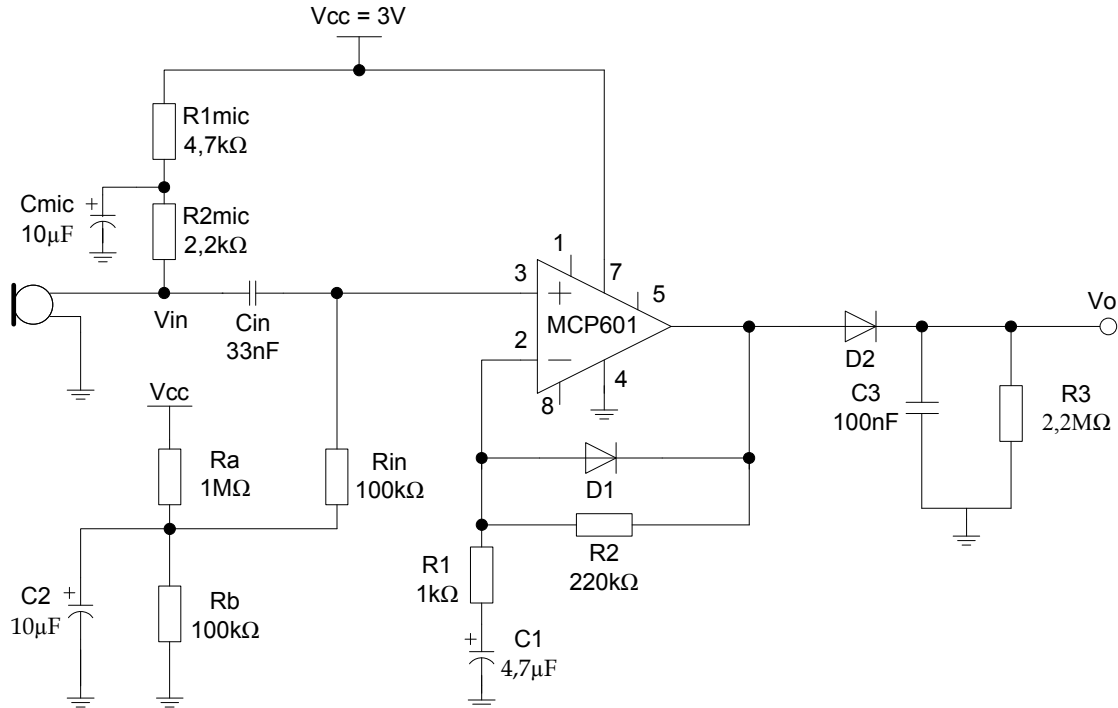 Vcc = 3V
R1mic
4,7kΩ
Cmic
10µF
R2mic
2,2kΩ
Vin
Cin
33nF
3
2
1
7
5
MCP601
4
8
D1
R2
220kΩ
R1
1kΩ
C1
4,7µF
Vcc
Ra
1MΩ
Rin
100kΩ
C2
10µF
Rb
100kΩ
D2
C3
100nF
R3
2,2MΩ
Vo
+
+
+